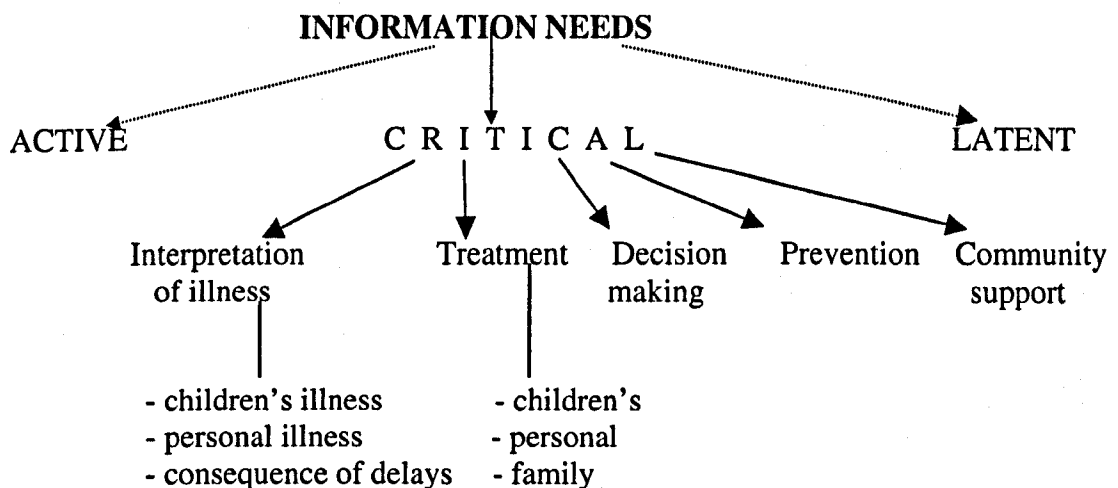 INFORMATION NEEDS
ACTIVE
C R I T I C A L
LATENT
Interpretation
of illness
Treatment
Decision
making
Prevention
Community
support
- children's illness
- personal illness
- consequence of delays
- children's
- personal
- family